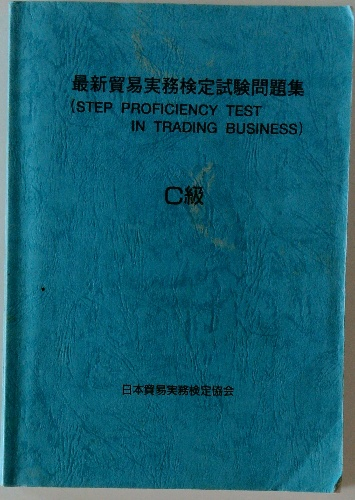 最新貿易実務検定試験問題集
(STEP PROFICIENCY TEST
IN TRADING BUSINESS)
C級
日本貿易実務検定協会